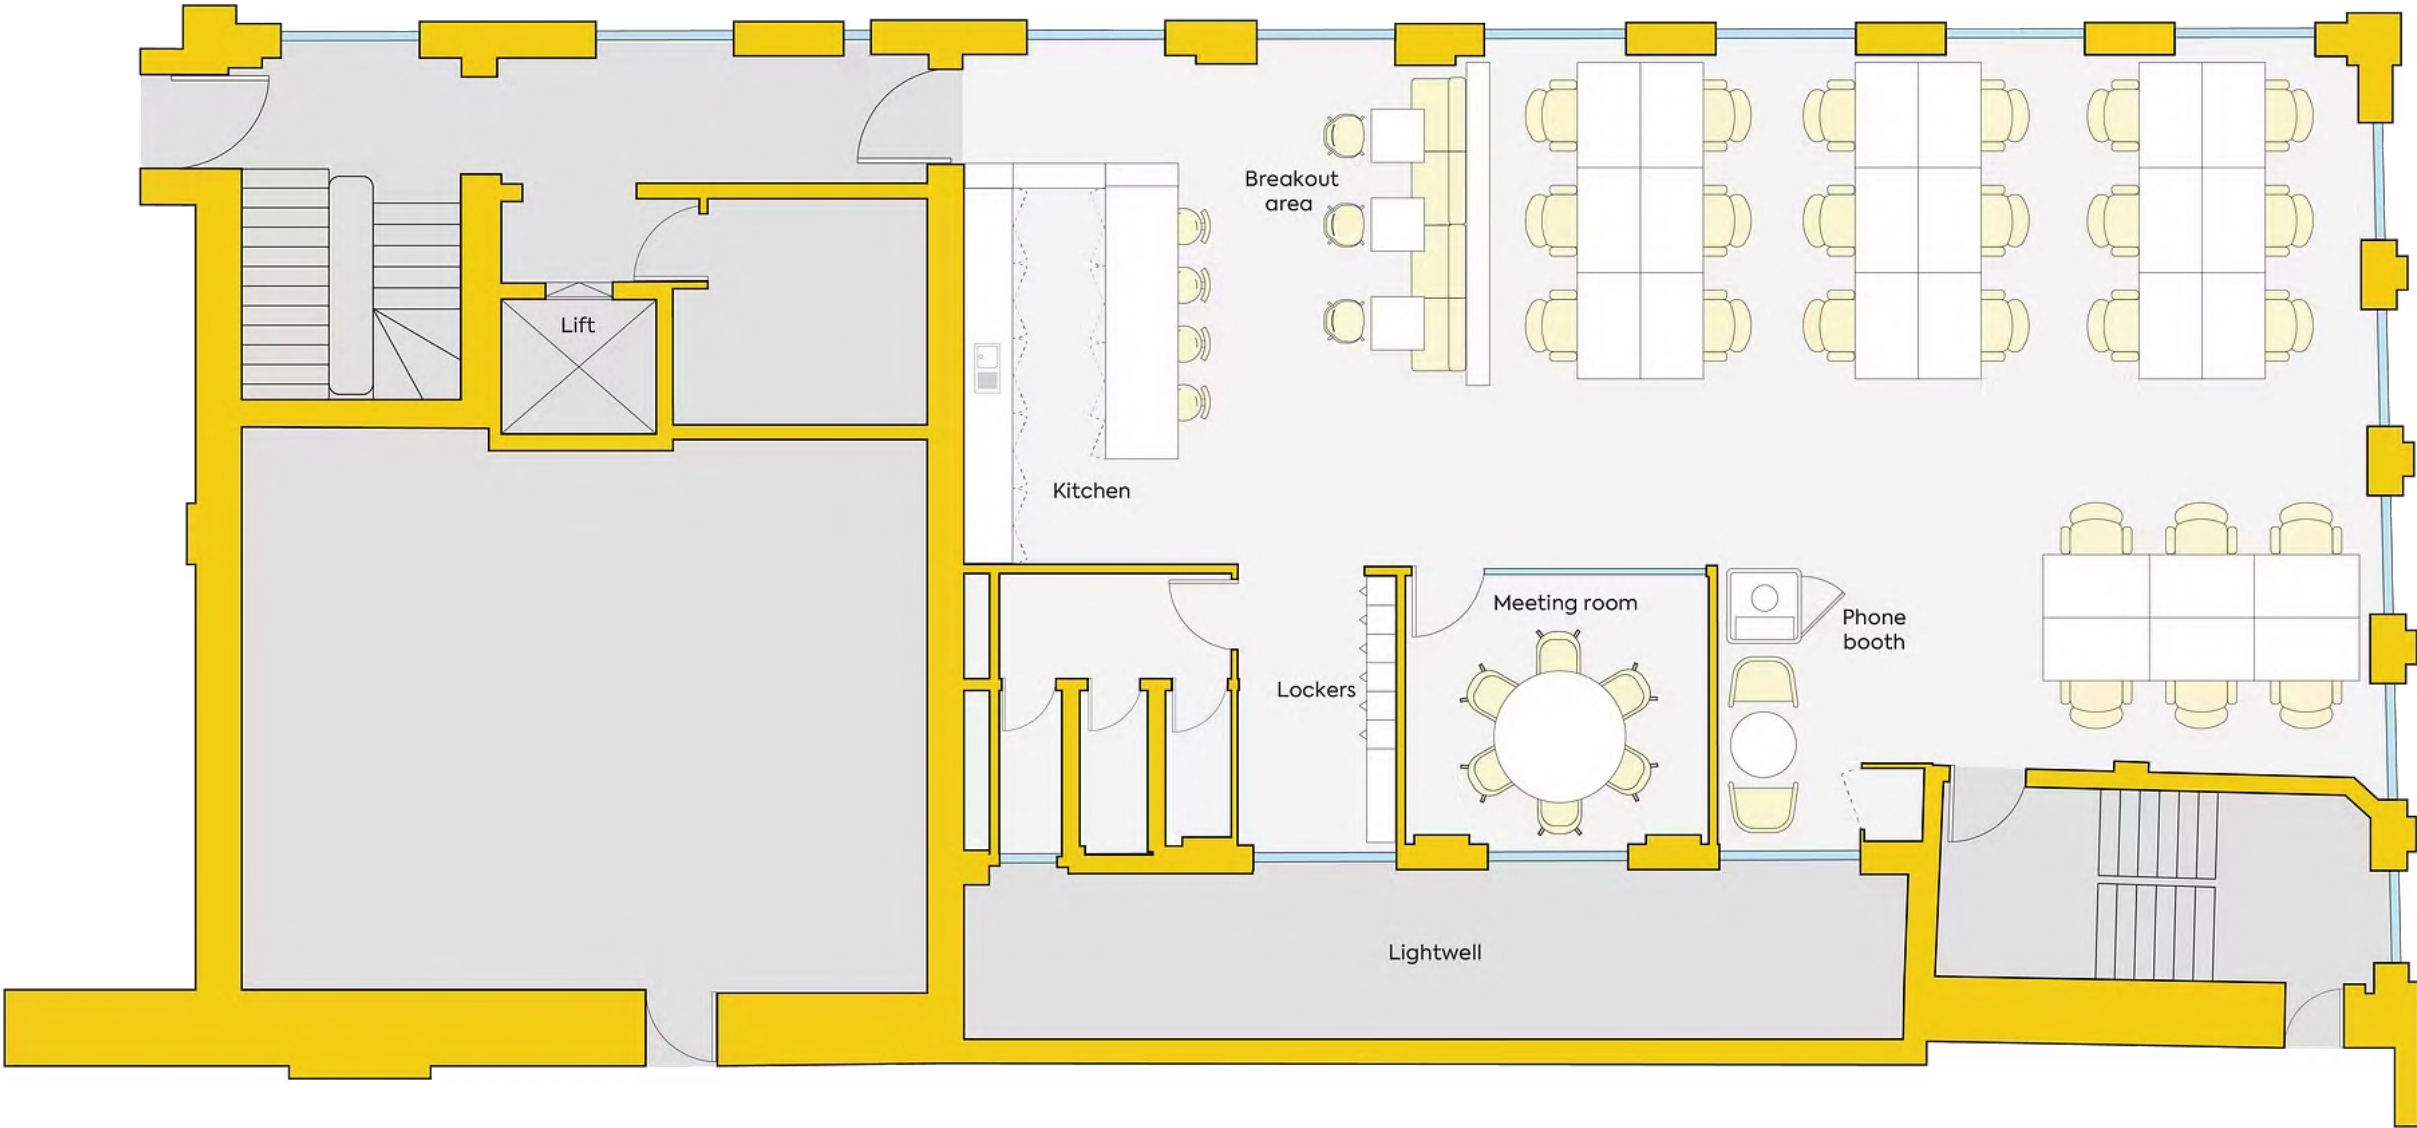 Breakout
area
Lift
Kitchen
Meeting room
Phone
booth
Lockers
Lightwell